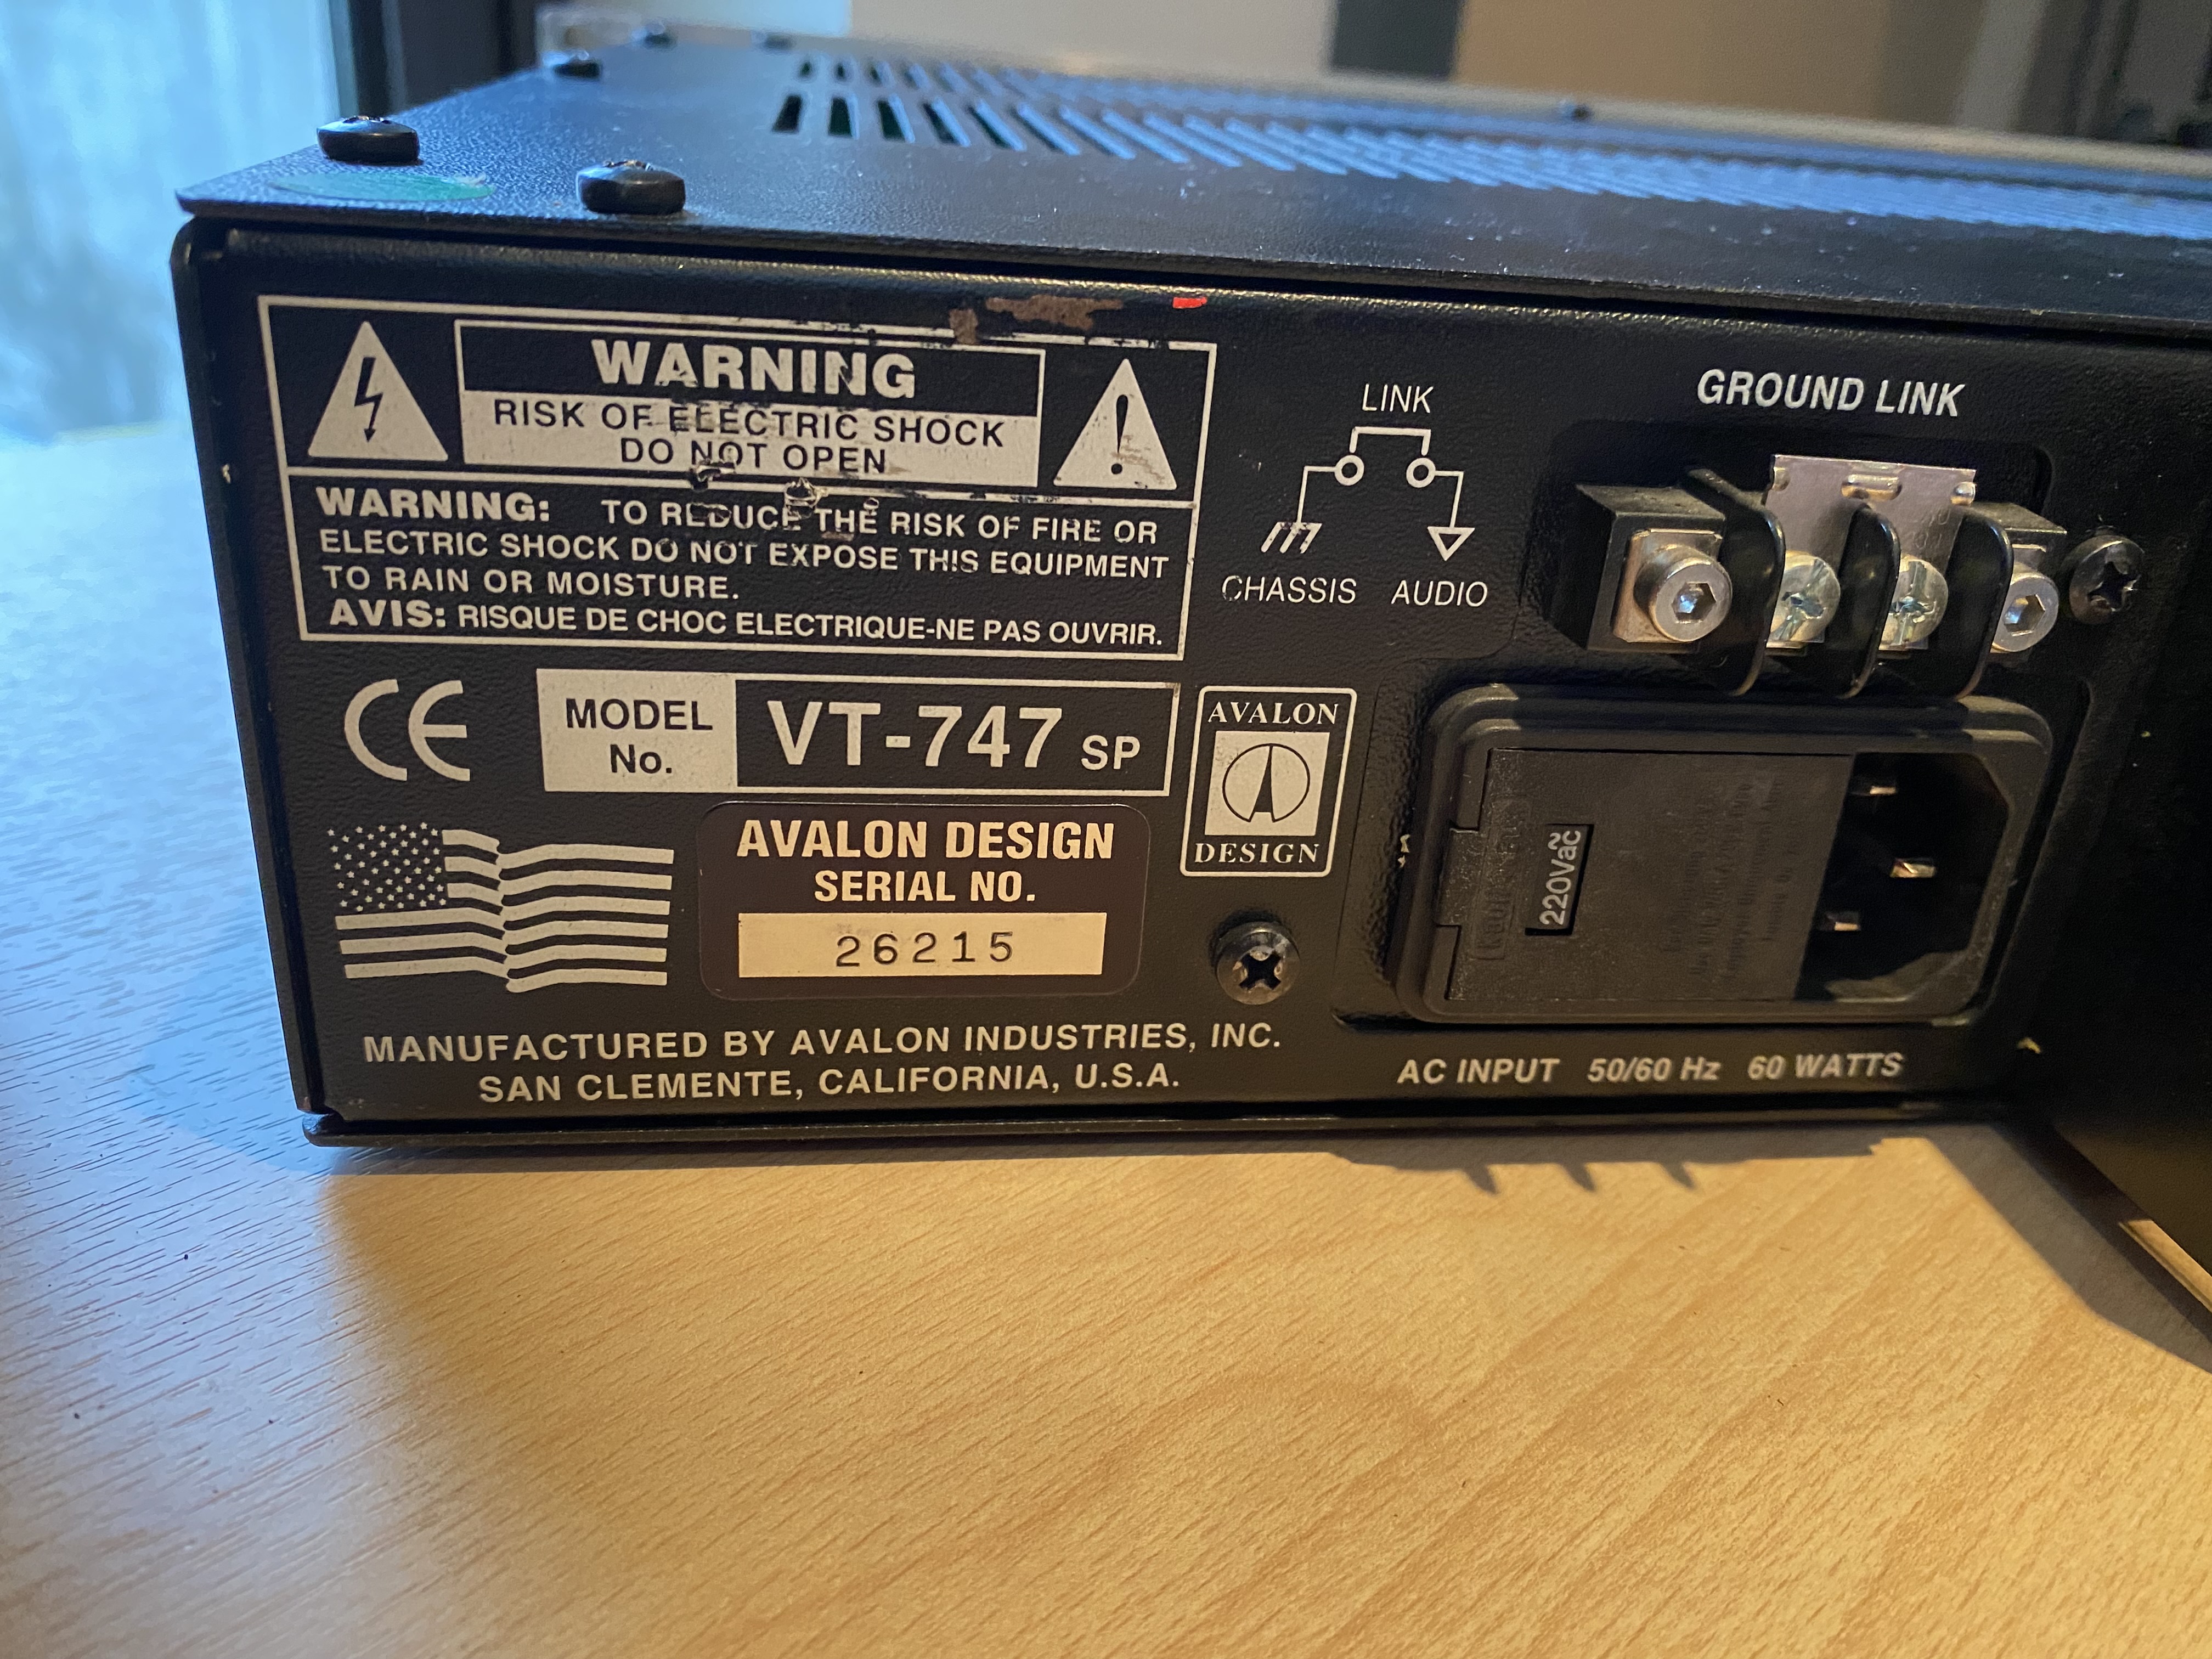 WARNING
RISK OF ELECTRIC SHOCK
DO NOT OPEN
WARNING: TO REDUCE THE RISK OF FIRE OR
ELECTRIC SHOCK DO NOT EXPOSE THIS EQUIPMENT
TO RAIN OR MOISTURE.
AVIS: RISQUE DE CHOC ELECTRIQUE-NE PAS OUVRIR.
LINK
CHASSIS AUDIO
GROUND LINK
CE
MODEL
No.
VT-747 SP
AVALON
DESIGN
AVALON DESIGN
SERIAL NO.
26215
220Vac
MANUFACTURED BY AVALON INDUSTRIES, INC.
SAN CLEMENTE, CALIFORNIA, U.S.A.
AC INPUT 50/60 Hz 60 WATTS